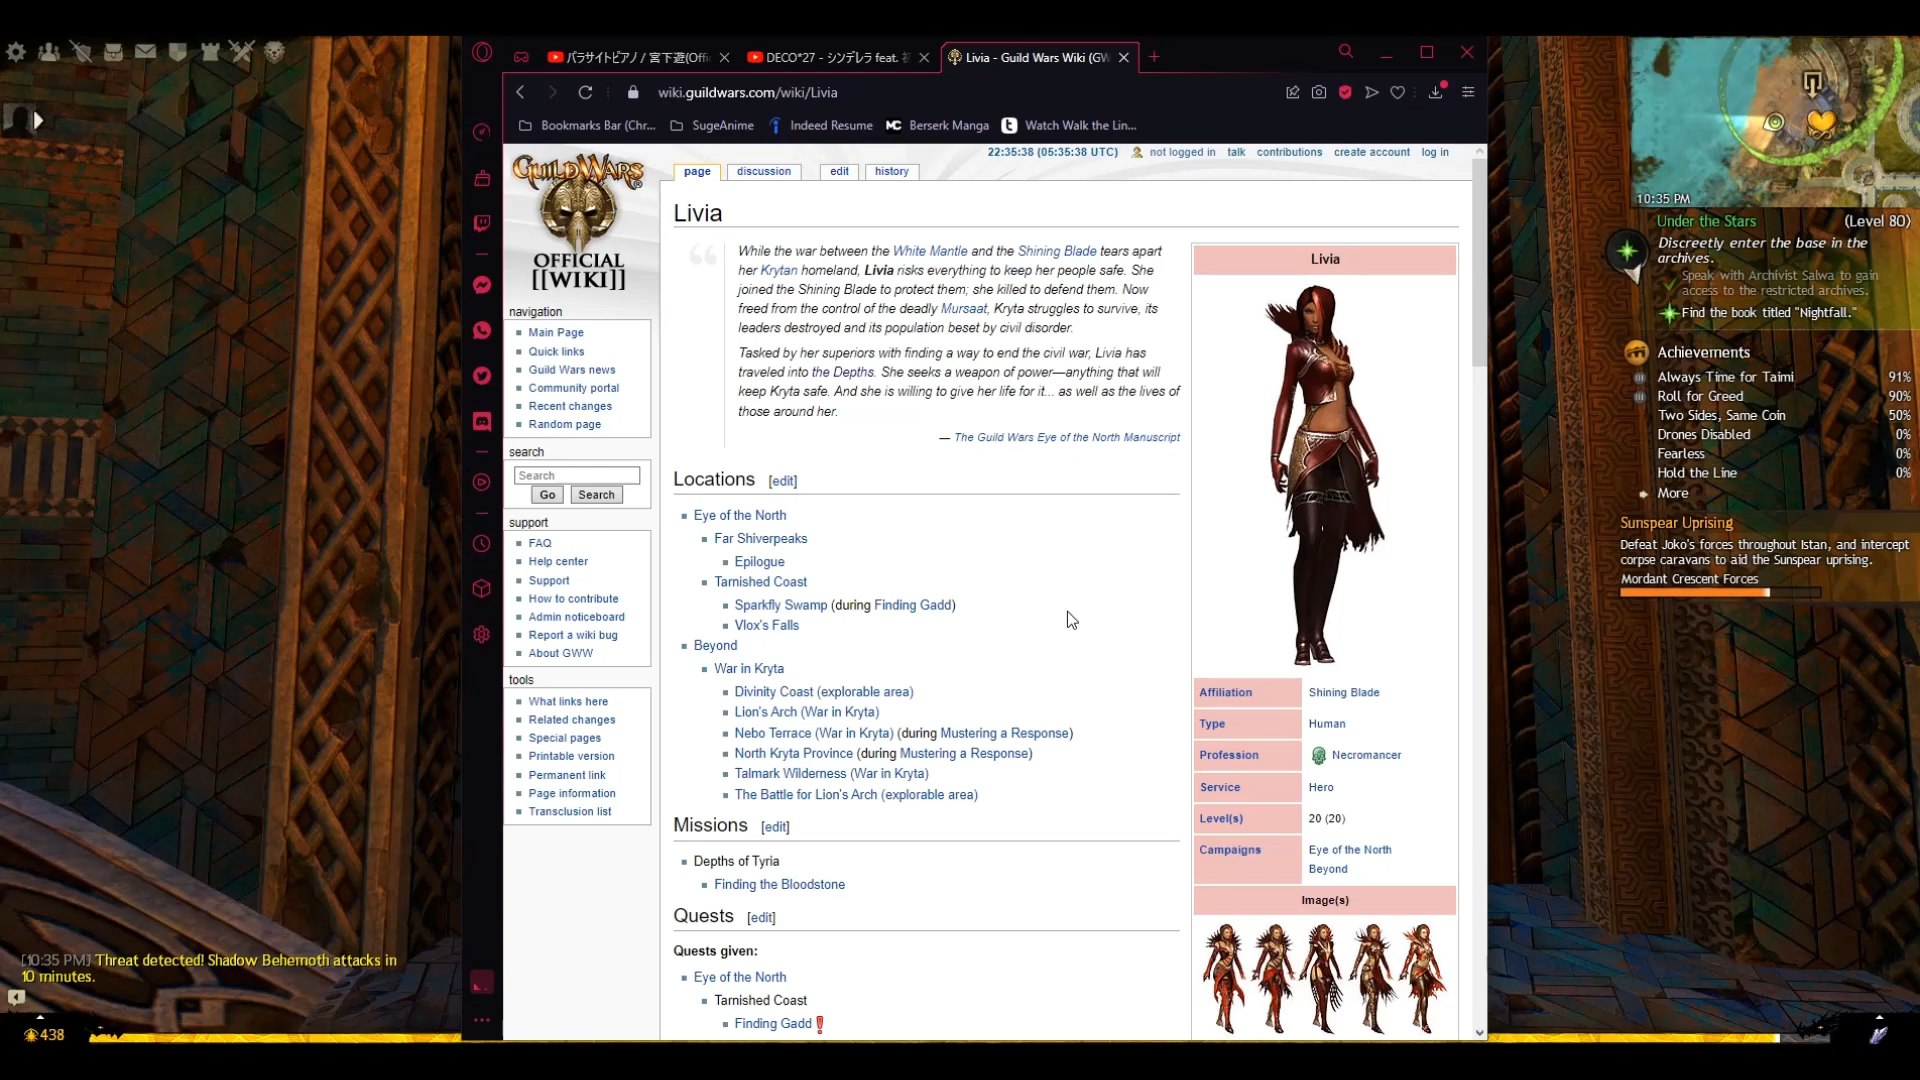 パラサイトピアノ / 宮下遊(Offi
DECO*27 - シンデレラ feat. 初
Livia - Guild Wars Wiki (GW
wiki.guildwars.com/wiki/Livia
Bookmarks Bar (Chr...
SugeAnime
Indeed Resume
MC Berserk Manga
t Watch Walk the Lin...
22:35:38 (05:35:38 UTC)
not logged in talk contributions create account log in
GUILD WARS
OFFICIAL
[[WIKI]]
page discussion edit history
navigation
Main Page
Quick links
Guild Wars news
Community portal
Recent changes
Random page
search
Search
Go Search
support
FAQ
Help center
Support
How to contribute
Admin noticeboard
Report a wiki bug
About GWW
tools
What links here
Related changes
Special pages
Printable version
Permanent link
Page information
Transclusion list
Livia
While the war between the White Mantle and the Shining Blade tears apart
her Krytan homeland, Livia risks everything to keep her people safe. She
joined the Shining Blade to protect them; she killed to defend them. Now
freed from the control of the deadly Mursaat, Kryta struggles to survive, its
leaders destroyed and its population beset by civil disorder.
Tasked by her superiors with finding a way to end the civil war, Livia has
traveled into the Depths. She seeks a weapon of power—anything that will
keep Kryta safe. And she is willing to give her life for it... as well as the lives of
those around her.
— The Guild Wars Eye of the North Manuscript
Locations [edit]
Eye of the North
Far Shiverpeaks
Epilogue
Tarnished Coast
Sparkfly Swamp (during Finding Gadd)
Vlox's Falls
Beyond
War in Kryta
Divinity Coast (explorable area)
Lion's Arch (War in Kryta)
Nebo Terrace (War in Kryta) (during Mustering a Response)
North Kryta Province (during Mustering a Response)
Talmark Wilderness (War in Kryta)
The Battle for Lion's Arch (explorable area)
Missions [edit]
Depths of Tyria
Finding the Bloodstone
Quests [edit]
Quests given:
Eye of the North
Tarnished Coast
Finding Gadd
Livia
Affiliation Shining Blade
Type Human
Profession Necromancer
Service Hero
Level(s) 20 (20)
Campaigns Eye of the North
Beyond
Image(s)
10:35 PM
Under the Stars (Level 80)
Discreetly enter the base in the
archives.
Speak with Archivist Salwa to gain
access to the restricted archives.
Find the book titled "Nightfall."
Achievements
Always Time for Taimi 91%
Roll for Greed 90%
Two Sides, Same Coin 50%
Drones Disabled 0%
Fearless 0%
Hold the Line 0%
More
Sunspear Uprising
Defeat Joko's forces throughout Istan, and intercept
corpse caravans to aid the Sunspear uprising.
Mordant Crescent Forces
[10:35 PM] Threat detected! Shadow Behemoth attacks in
10 minutes.
438